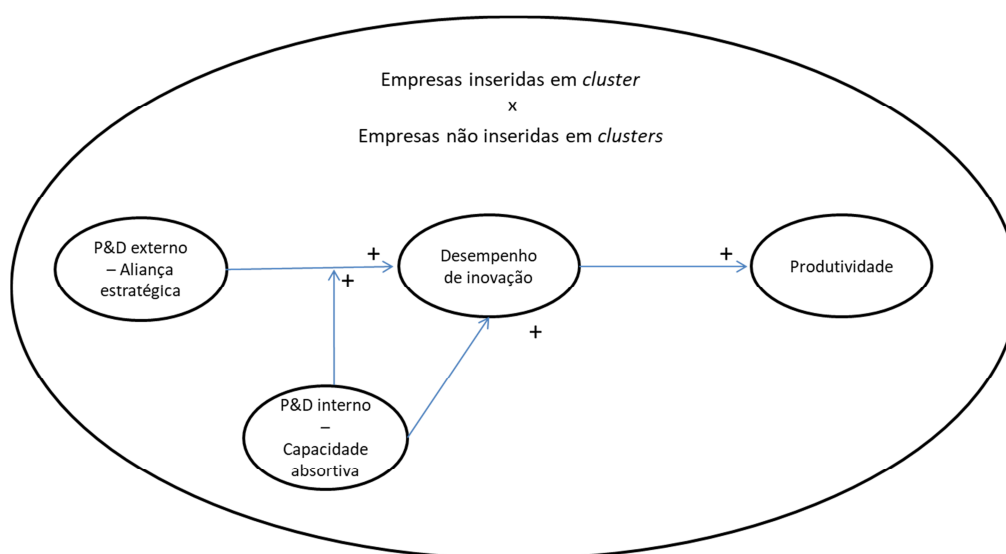 Empresas inseridas em cluster
x
Empresas não inseridas em clusters
P&D externo
– Aliança
estratégica
+
+
Desempenho
de inovação
+
Produtividade
+
P&D interno
–
Capacidade
absortiva